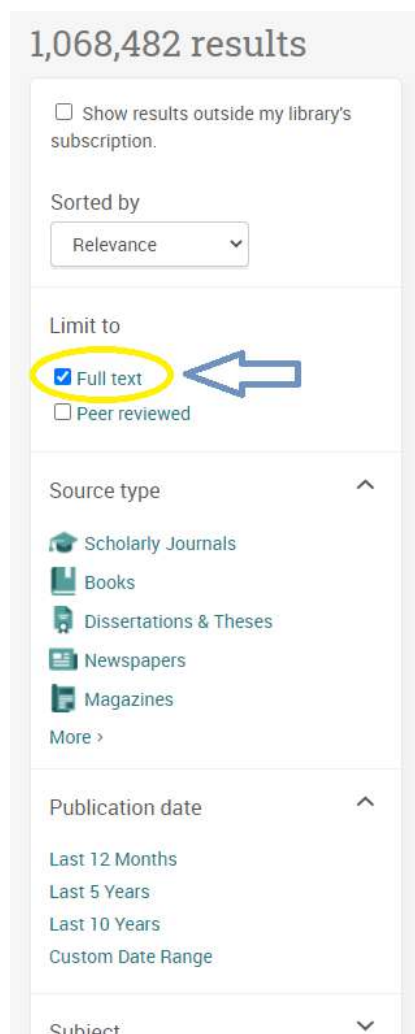 1,068,482 results
Show results outside my library's
subscription.
Sorted by
Relevance
Limit to
Full text
Peer reviewed
Source type
Scholarly Journals
Books
Dissertations & Theses
Newspapers
Magazines
More ›
Publication date
Last 12 Months
Last 5 Years
Last 10 Years
Custom Date Range
Subject